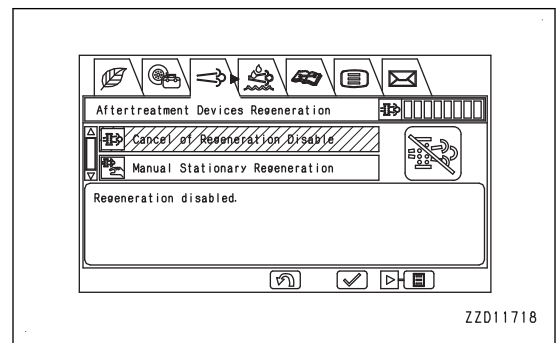 Aftertreatment Devices Regeneration
Cancel of Regeneration Disable
Manual Stationary Regeneration
Regeneration disabled.
ZZD11718